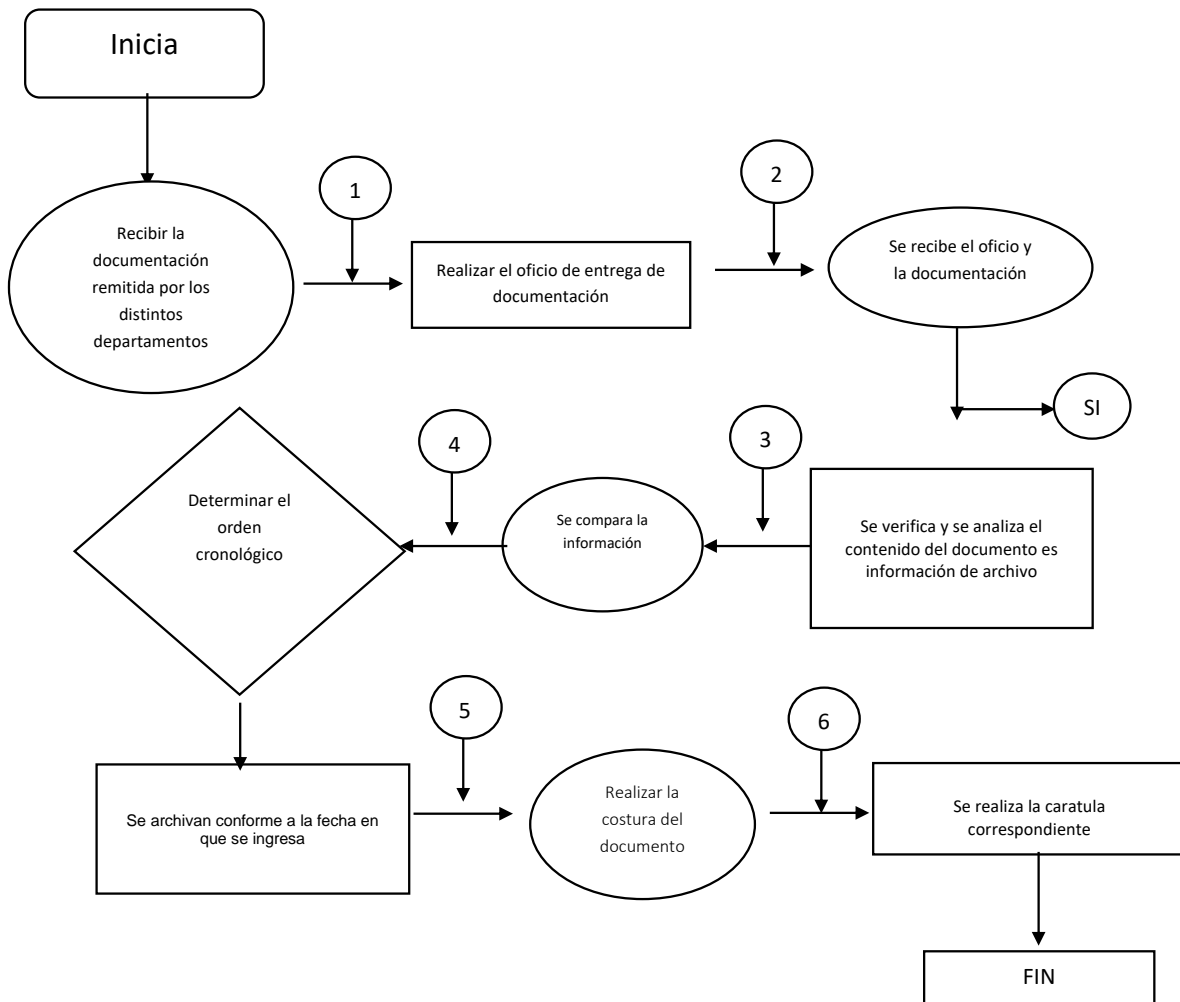 Inicia
1
2
Recibir la
documentación
remitida por los
distintos
departamentos
Realizar el oficio de entrega de
documentación
Se recibe el oficio y
la documentación
SI
3
4
Se verifica y se analiza el
contenido del documento es
información de archivo
Se compara la
información
Determinar el
orden
cronológico
5
6
Se archivan conforme a la fecha en
que se ingresa
Realizar la
costura del
documento
Se realiza la caratula
correspondiente
FIN